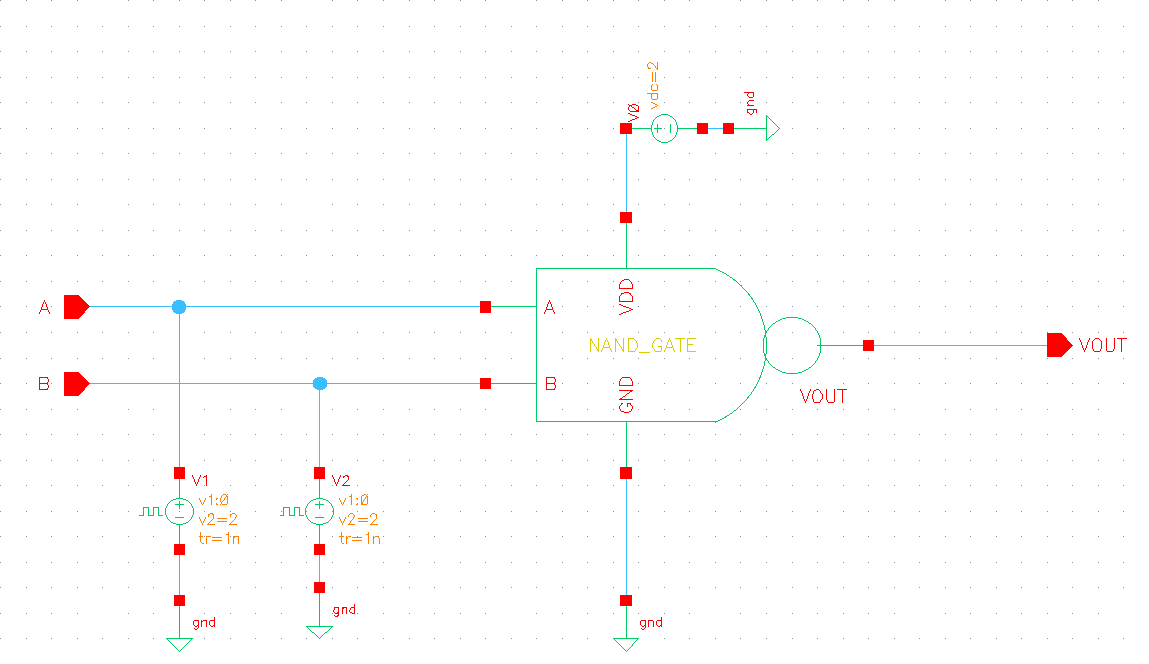 vdc=2
V0
gnd
A
A
VDD
NAND_GATE
VOUT
B
B
GND
VOUT
V1
v1:0
v2=2
tr=1n
gnd
V2
v1:0
v2=2
tr=1n
gnd
gnd